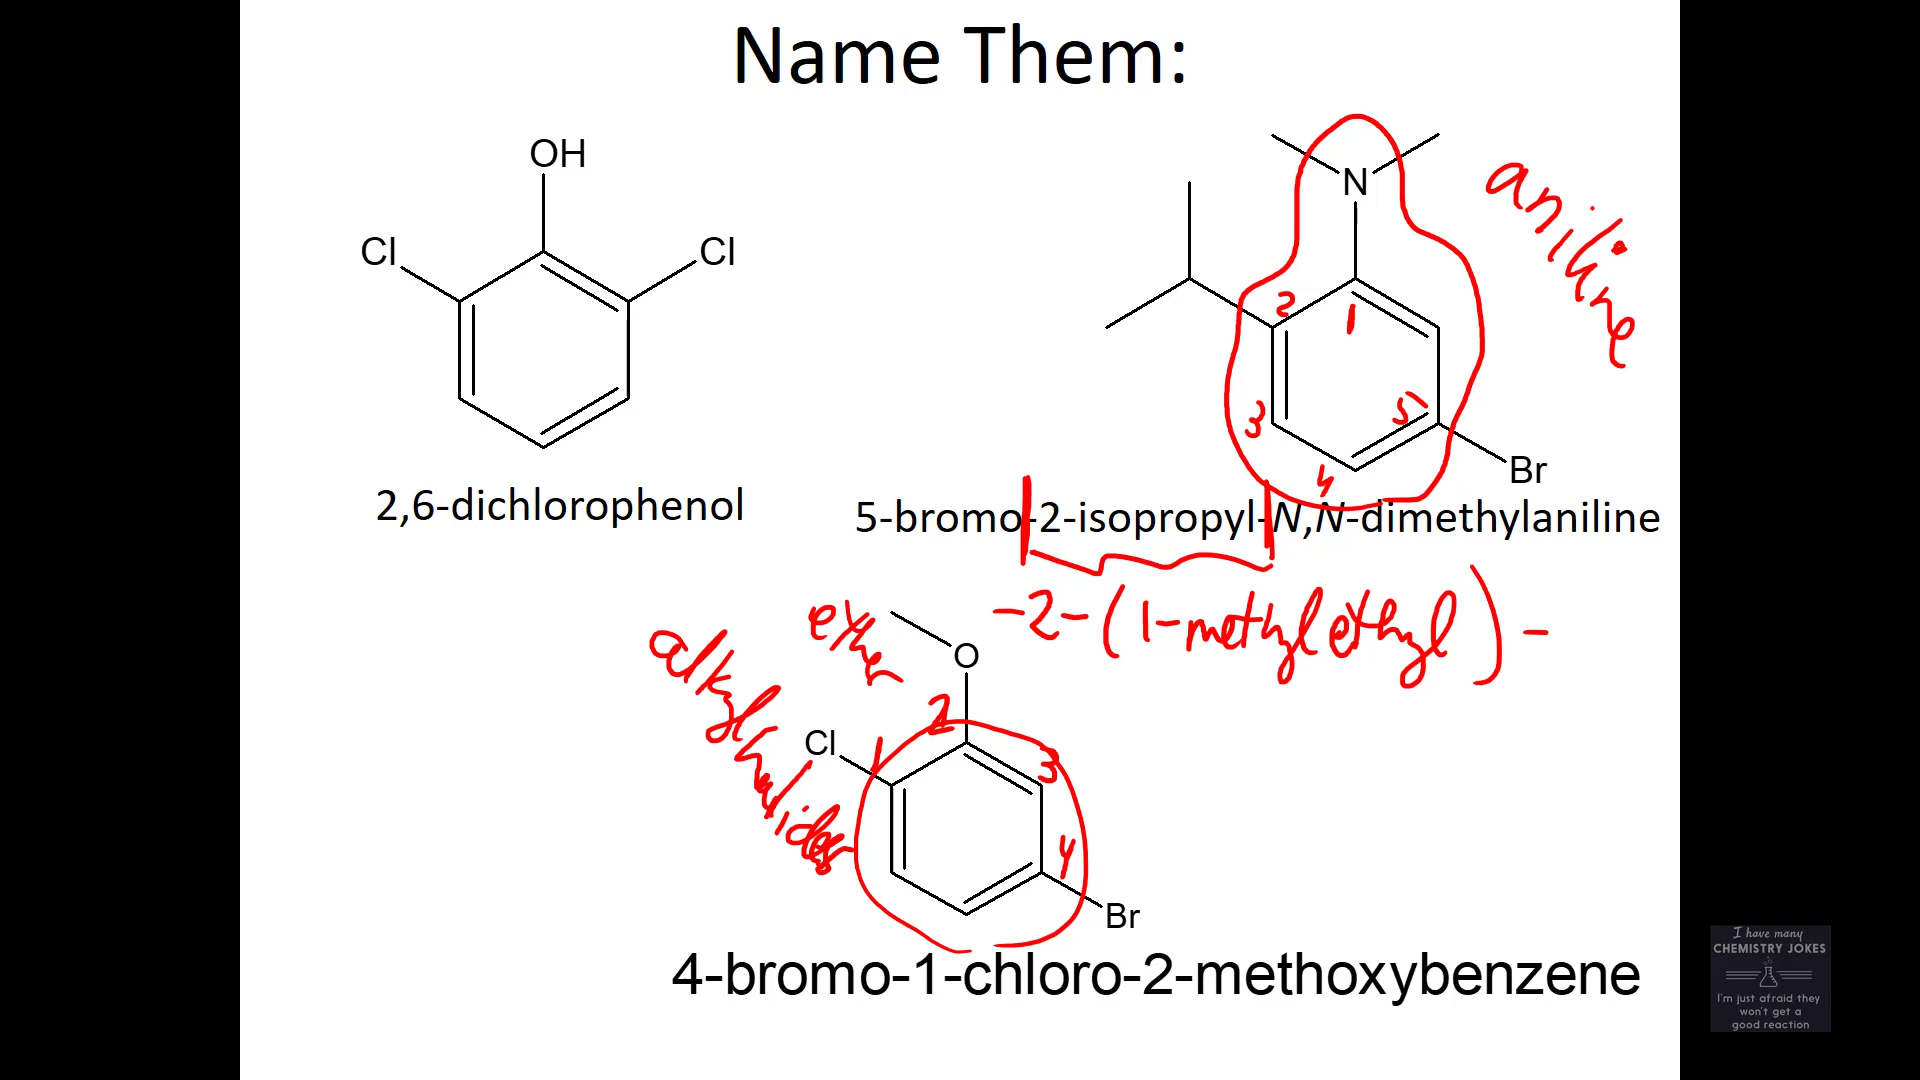 Name Them:
OH
Cl
Cl
2,6-dichlorophenol
N
aniline
2
1
3
5
4
Br
5-bromo-2-isopropyl-N,N-dimethylaniline
-2-(1-methylethyl)-
ether
alkyl halides
O
Cl
1
2
3
4
Br
4-bromo-1-chloro-2-methoxybenzene
I have many
CHEMISTRY JOKES
I'm just afraid they
won't get a
good reaction